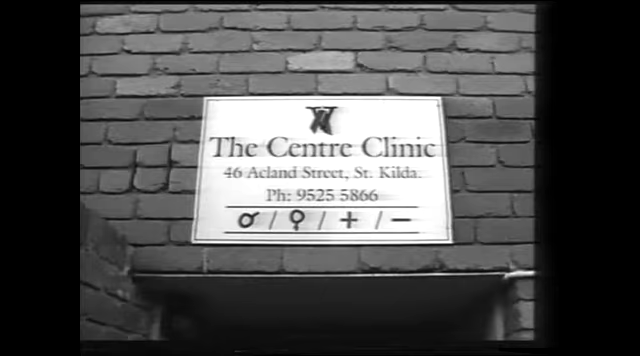 The Centre Clinic
46 Acland Street, St. Kilda.
Ph: 9525 5866
♂ / ♀ / + / −